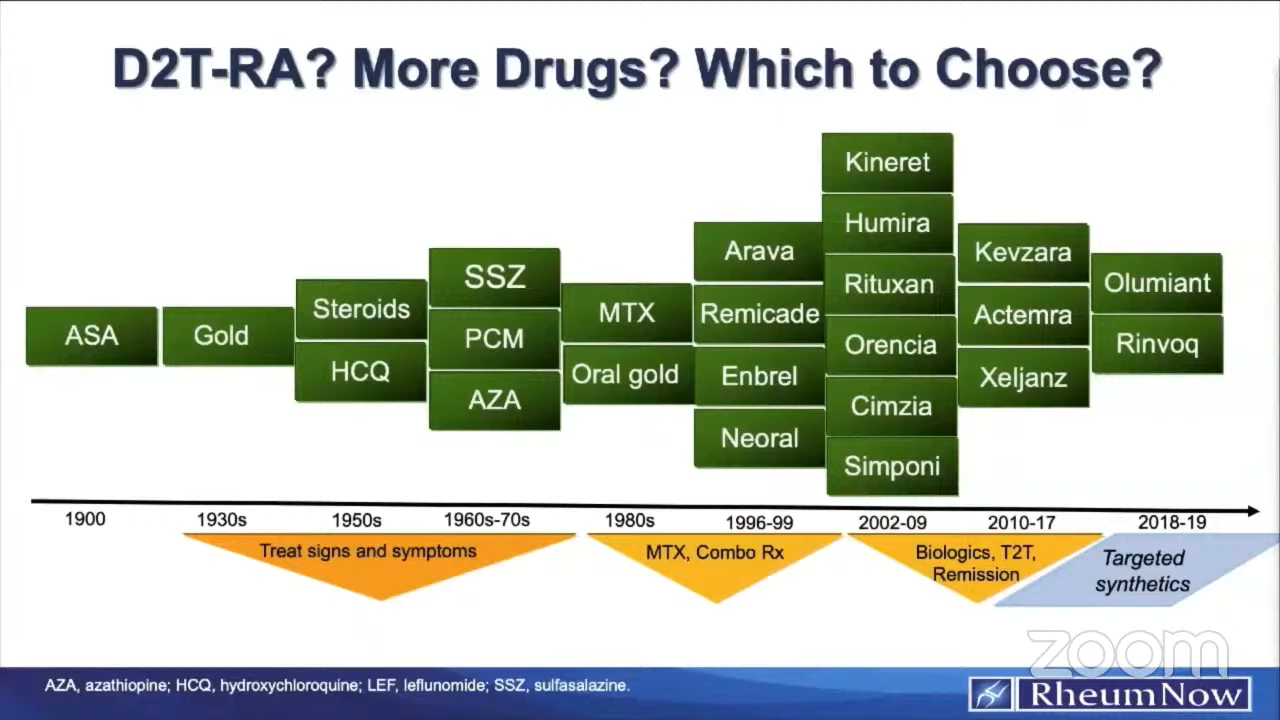 D2T-RA? More Drugs? Which to Choose?
ASA
Gold
Steroids
HCQ
SSZ
PCM
AZA
MTX
Oral gold
Arava
Remicade
Enbrel
Neoral
Kineret
Humira
Rituxan
Orencia
Cimzia
Simponi
Kevzara
Actemra
Xeljanz
Olumiant
Rinvoq
1900
1930s
1950s
1960s-70s
1980s
1996-99
2002-09
2010-17
2018-19
Treat signs and symptoms
MTX, Combo Rx
Biologics, T2T,
Remission
Targeted
synthetics
zoom
AZA, azathiopine; HCQ, hydroxychloroquine; LEF, leflunomide; SSZ, sulfasalazine.
RheumNow